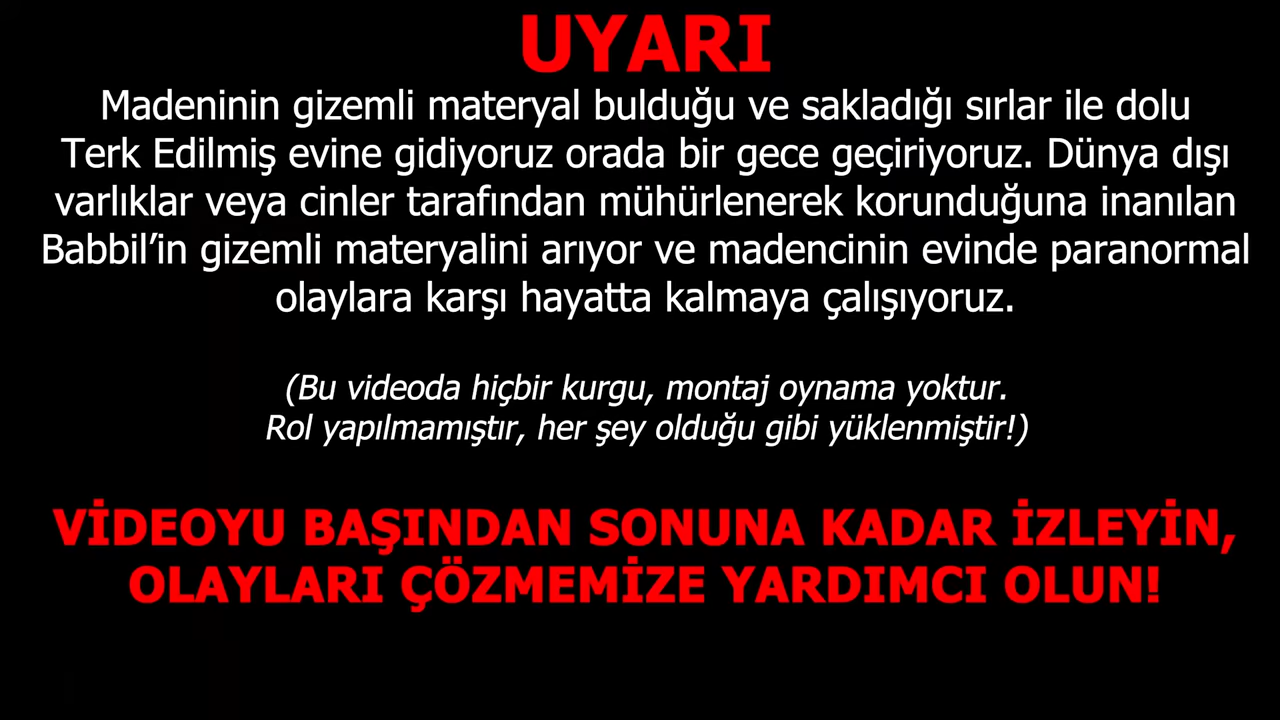 UYARI
Madeninin gizemli materyal bulduğu ve sakladığı sırlar ile dolu
Terk Edilmiş evine gidiyoruz orada bir gece geçiriyoruz. Dünya dışı
varlıklar veya cinler tarafından mühürlenerek korunduğuna inanılan
Babbil’in gizemli materyalini arıyor ve madencinin evinde paranormal
olaylara karşı hayatta kalmaya çalışıyoruz.
(Bu videoda hiçbir kurgu, montaj oynama yoktur.
Rol yapılmamıştır, her şey olduğu gibi yüklenmiştir!)
VİDEOYU BAŞINDAN SONUNA KADAR İZLEYİN,
OLAYLARI ÇÖZMEMİZE YARDIMCI OLUN!